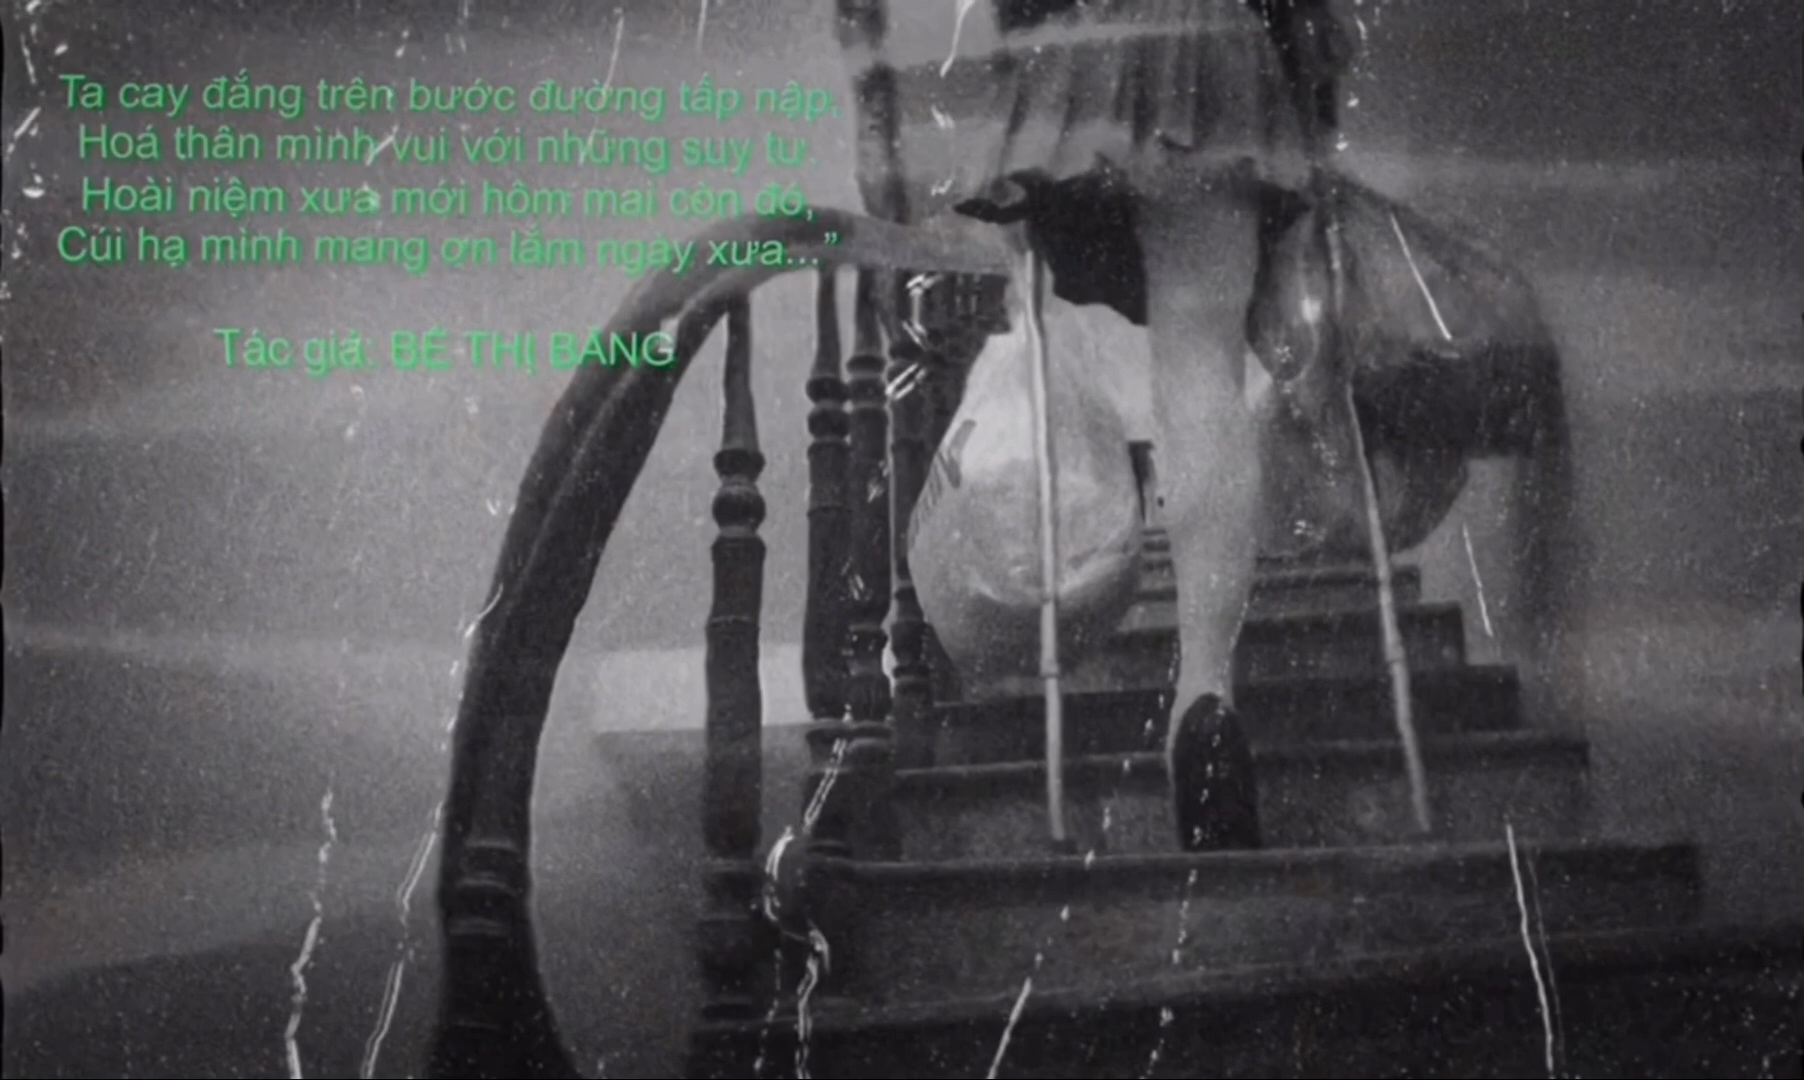 Ta cay đắng trên bước đường tấp nập,
Hoá thân mình vui với những suy tư.
Hoài niệm xưa mới hôm mai còn đó,
Cúi hạ mình mang ơn lắm ngày xưa...”
Tác giả: BẾ THỊ BĂNG